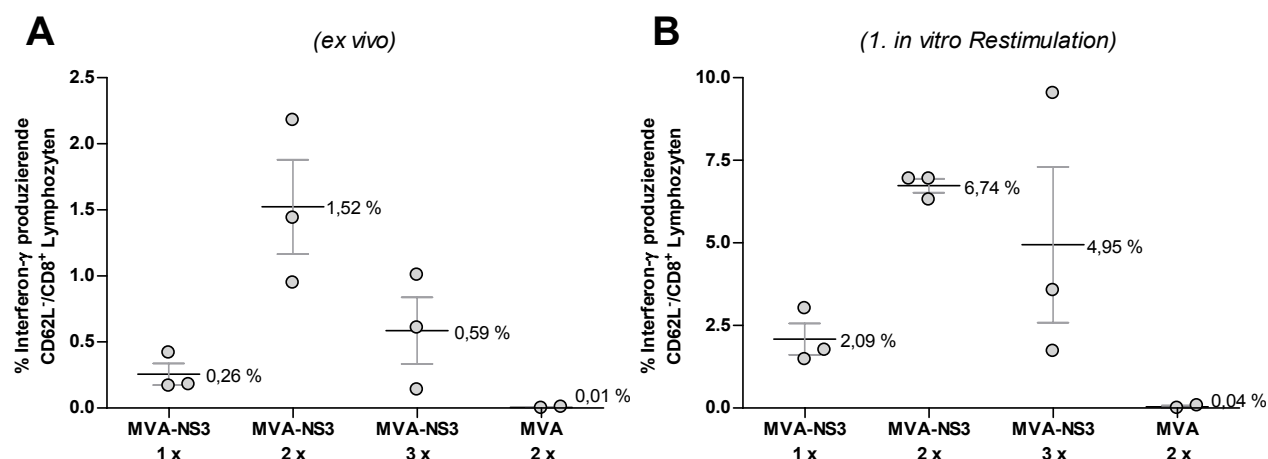 A
(ex vivo)
% Interferon-γ produzierende
CD62L⁻/CD8⁺ Lymphozyten
2.5
2.0
1.5
1.0
0.5
0.0
0,26 %
1,52 %
0,59 %
0,01 %
MVA-NS3 MVA-NS3 MVA-NS3 MVA
1 x 2 x 3 x 2 x
B
(1. in vitro Restimulation)
% Interferon-γ produzierende
CD62L⁻/CD8⁺ Lymphozyten
10.0
7.5
5.0
2.5
0.0
2,09 %
6,74 %
4,95 %
0,04 %
MVA-NS3 MVA-NS3 MVA-NS3 MVA
1 x 2 x 3 x 2 x